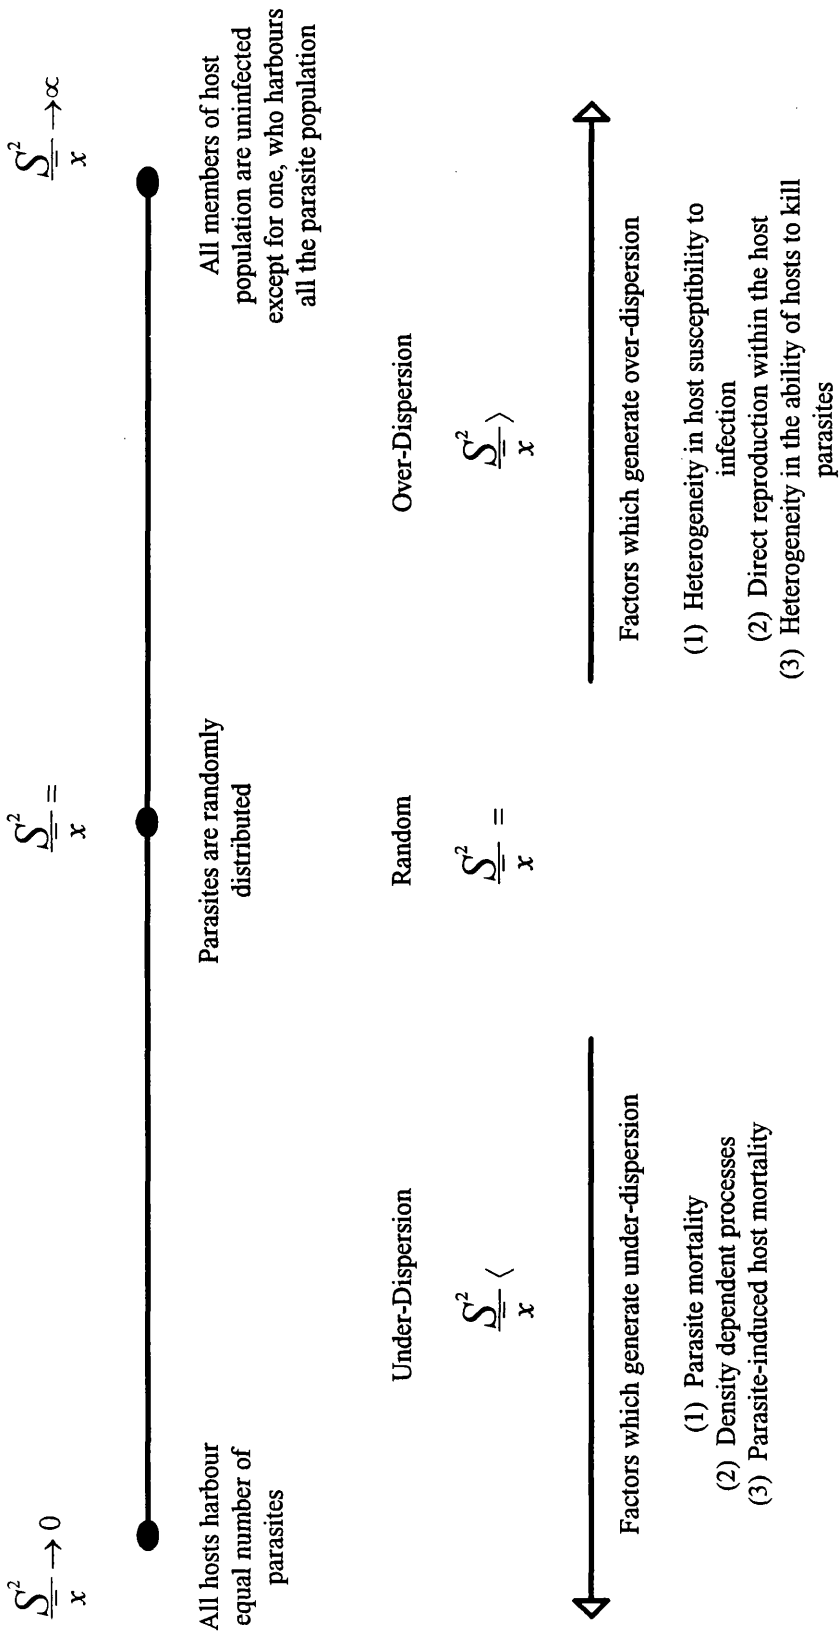 S² / x̄ → 0
S² / x̄ =
S² / x̄ → ∝
All hosts harbour
equal number of
parasites
Parasites are randomly
distributed
All members of host
population are uninfected
except for one, who harbours
all the parasite population
Under-Dispersion
Random
Over-Dispersion
S² / x̄ <
S² / x̄ =
S² / x̄ >
Factors which generate under-dispersion
(1) Parasite mortality
(2) Density dependent processes
(3) Parasite-induced host mortality
Factors which generate over-dispersion
(1) Heterogeneity in host susceptibility to
infection
(2) Direct reproduction within the host
(3) Heterogeneity in the ability of hosts to kill
parasites